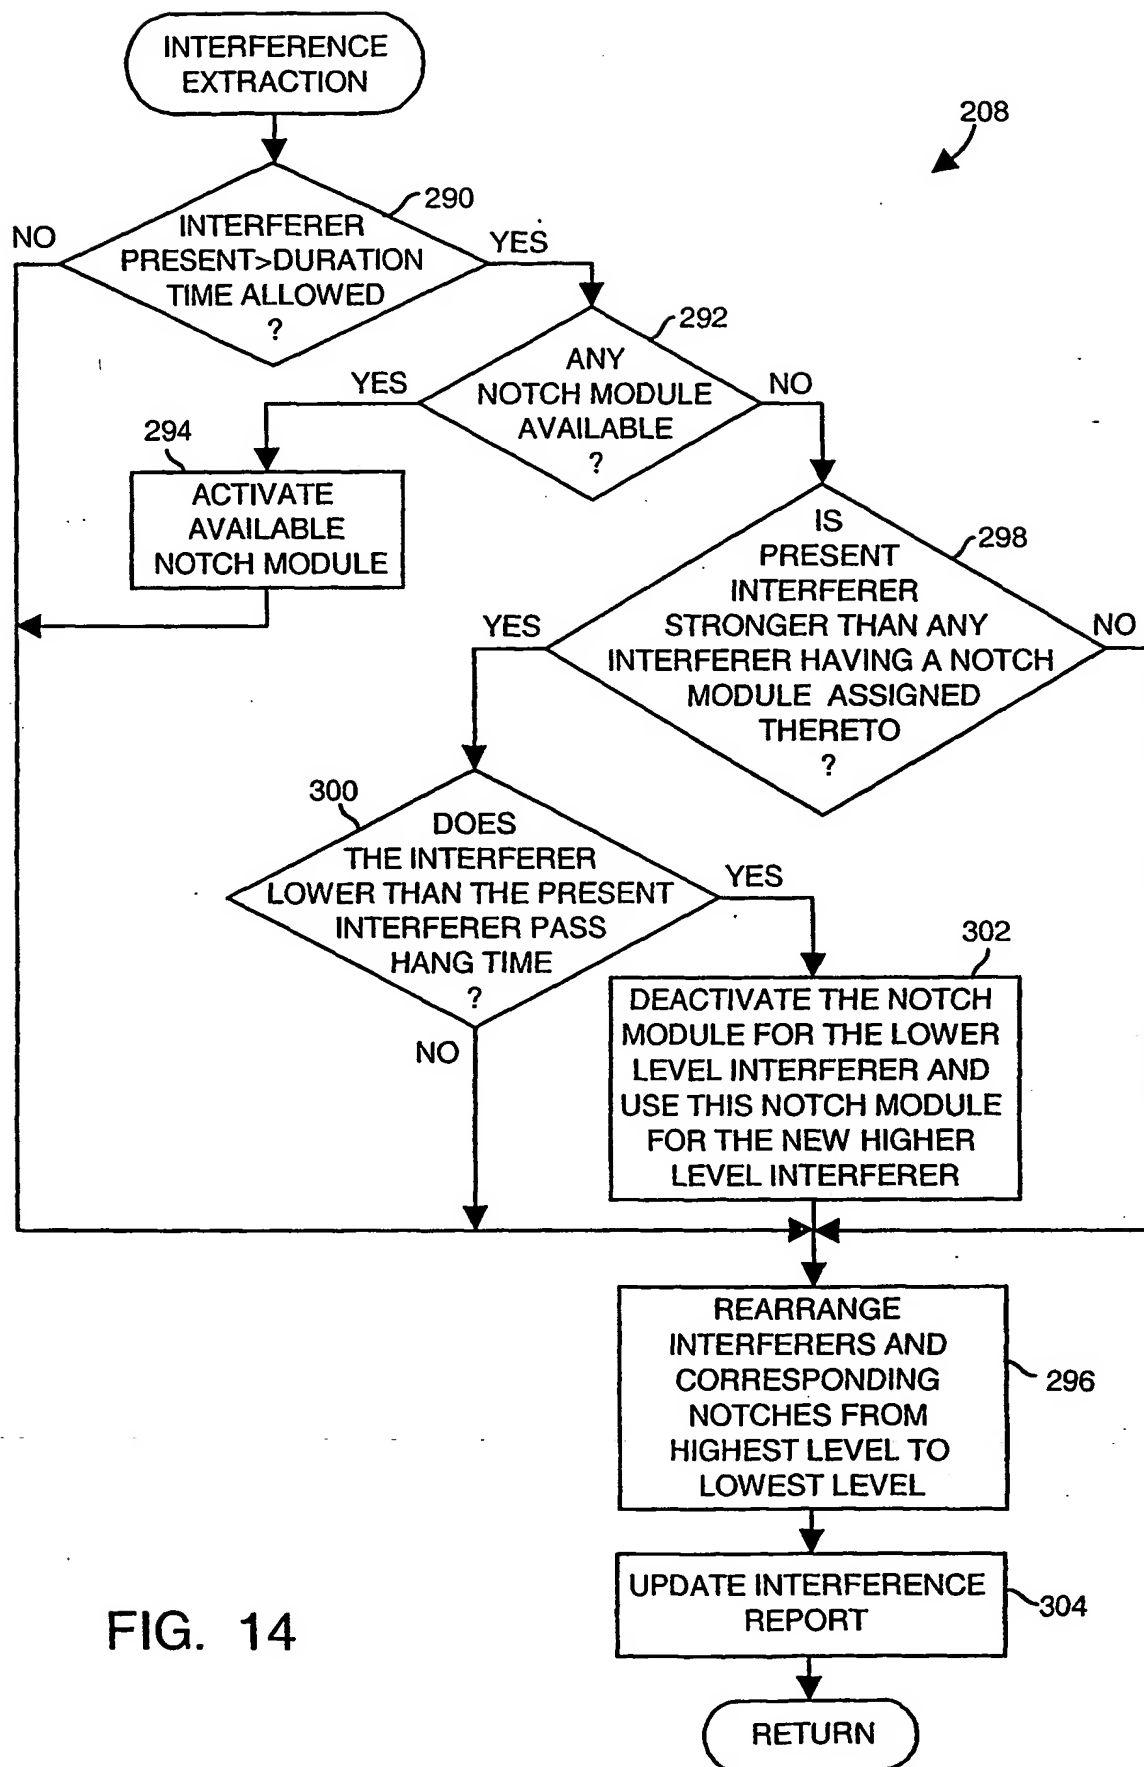 INTERFERENCE
EXTRACTION
208
290
INTERFERER
PRESENT>DURATION
TIME ALLOWED
?
NO
YES
292
ANY
NOTCH MODULE
AVAILABLE
?
YES
NO
294
ACTIVATE
AVAILABLE
NOTCH MODULE
298
IS
PRESENT
INTERFERER
STRONGER THAN ANY
INTERFERER HAVING A NOTCH
MODULE ASSIGNED
THERETO
?
YES
NO
300
DOES
THE INTERFERER
LOWER THAN THE PRESENT
INTERFERER PASS
HANG TIME
?
YES
NO
302
DEACTIVATE THE NOTCH
MODULE FOR THE LOWER
LEVEL INTERFERER AND
USE THIS NOTCH MODULE
FOR THE NEW HIGHER
LEVEL INTERFERER
REARRANGE
INTERFERERS AND
CORRESPONDING
NOTCHES FROM
HIGHEST LEVEL TO
LOWEST LEVEL
296
UPDATE INTERFERENCE
REPORT
304
RETURN
FIG. 14